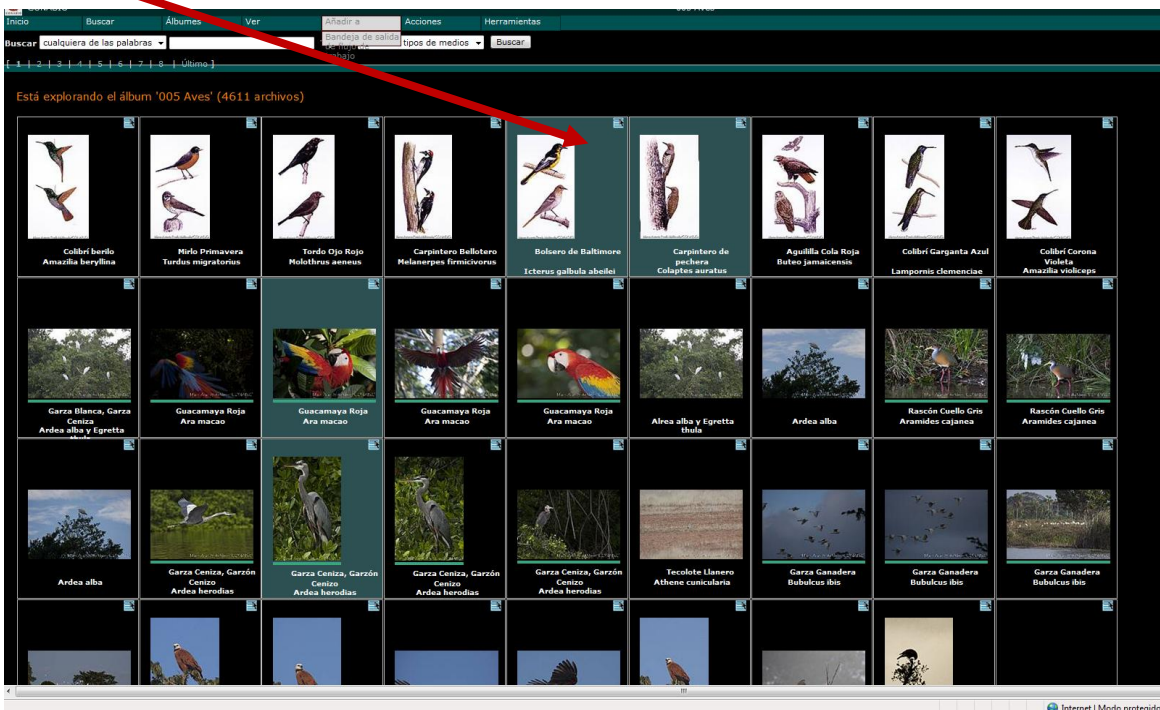 Inicio Buscar Álbumes Ver Añadir a Acciones Herramientas
Buscar cualquiera de las palabras Bandeja de salida tipos de medios Buscar
de flujo de
trabajo
[ 1 | 2 | 3 | 4 | 5 | 6 | 7 | 8 | Último ]
Está explorando el álbum '005 Aves' (4611 archivos)
Colibrí berilo
Amazilia beryllina
Mirlo Primavera
Turdus migratorius
Tordo Ojo Rojo
Molothrus aeneus
Carpintero Bellotero
Melanerpes firmicivorus
Bolsero de Baltimore
Icterus galbula abeilei
Carpintero de
pechera
Colaptes auratus
Aguililla Cola Roja
Buteo jamaicensis
Colibrí Garganta Azul
Lampornis clemenciae
Colibrí Corona
Violeta
Amazilia violiceps
Garza Blanca, Garza
Ceniza
Ardea alba y Egretta
thula
Guacamaya Roja
Ara macao
Guacamaya Roja
Ara macao
Guacamaya Roja
Ara macao
Guacamaya Roja
Ara macao
Alrea alba y Egretta
thula
Ardea alba
Rascón Cuello Gris
Aramides cajanea
Rascón Cuello Gris
Aramides cajanea
Ardea alba
Garza Ceniza, Garzón
Cenizo
Ardea herodias
Garza Ceniza, Garzón
Cenizo
Ardea herodias
Garza Ceniza, Garzón
Cenizo
Ardea herodias
Garza Ceniza, Garzón
Cenizo
Ardea herodias
Tecolote Llanero
Athene cunicularia
Garza Ganadera
Bubulcus ibis
Garza Ganadera
Bubulcus ibis
Garza Ganadera
Bubulcus ibis
Internet | Modo protegido